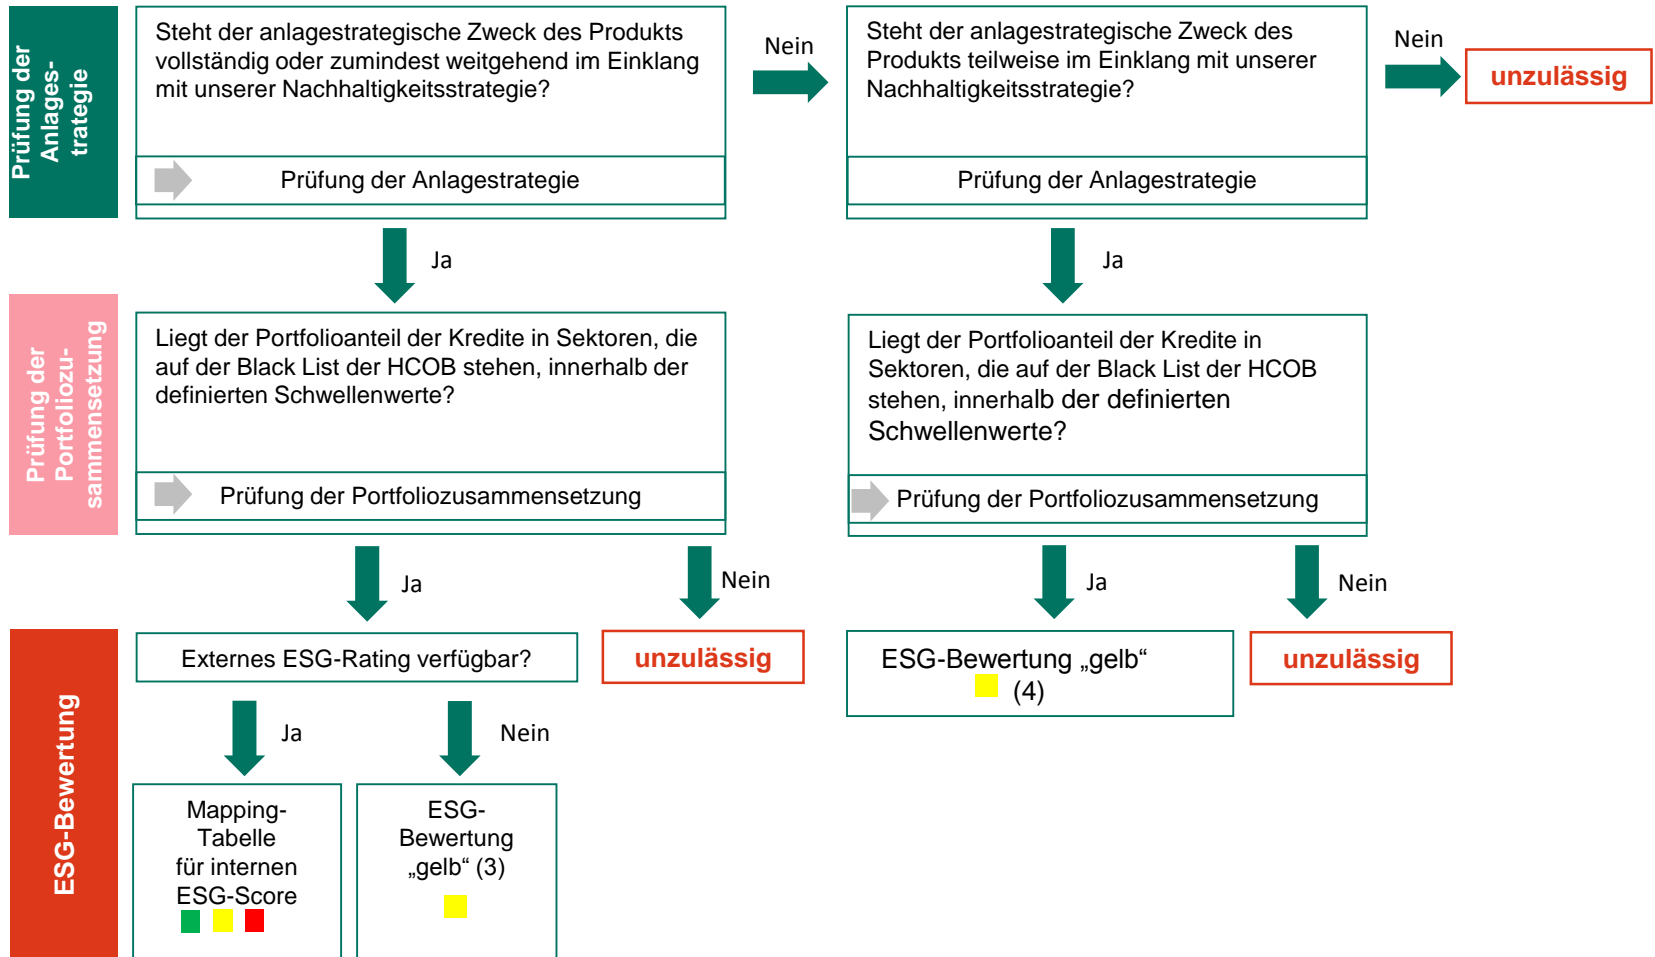 Prüfung der
Anlages-
trategie
Steht der anlagestrategische Zweck des Produkts
vollständig oder zumindest weitgehend im Einklang
mit unserer Nachhaltigkeitsstrategie?
Prüfung der Anlagestrategie
Nein
Steht der anlagestrategische Zweck des
Produkts teilweise im Einklang mit unserer
Nachhaltigkeitsstrategie?
Prüfung der Anlagestrategie
Nein
unzulässig
Ja
Ja
Prüfung der
Portfoliozu-
sammensetzung
Liegt der Portfolioanteil der Kredite in Sektoren, die
auf der Black List der HCOB stehen, innerhalb der
definierten Schwellenwerte?
Prüfung der Portfoliozusammensetzung
Liegt der Portfolioanteil der Kredite in
Sektoren, die auf der Black List der HCOB
stehen, innerhalb der definierten
Schwellenwerte?
Prüfung der Portfoliozusammensetzung
Ja
Nein
Ja
Nein
ESG-Bewertung
Externes ESG-Rating verfügbar?
unzulässig
ESG-Bewertung „gelb“
(4)
unzulässig
Ja
Nein
Mapping-
Tabelle
für internen
ESG-Score
ESG-
Bewertung
„gelb“ (3)